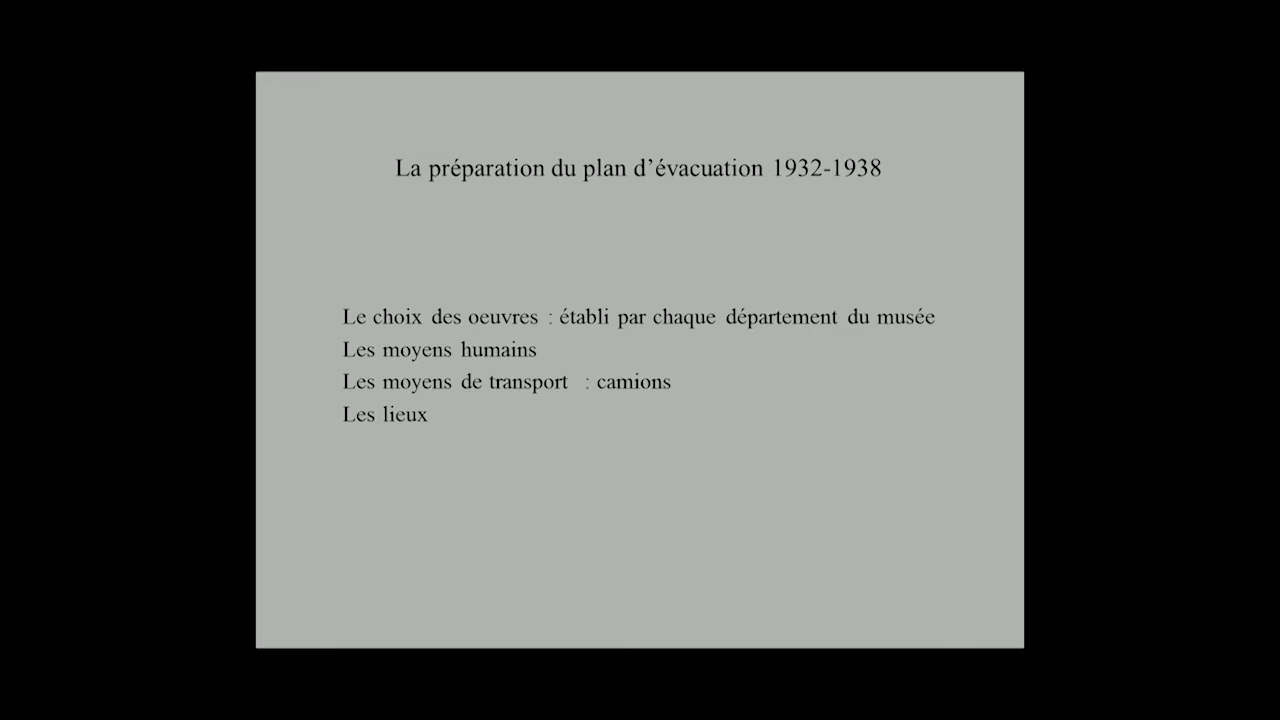 La préparation du plan d’évacuation 1932-1938
Le choix des oeuvres : établi par chaque département du musée
Les moyens humains
Les moyens de transport : camions
Les lieux